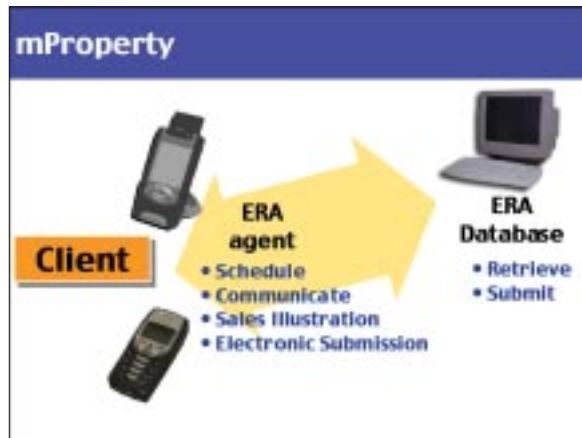 mProperty
Client
ERA
agent
• Schedule
• Communicate
• Sales Illustration
• Electronic Submission
ERA
Database
• Retrieve
• Submit